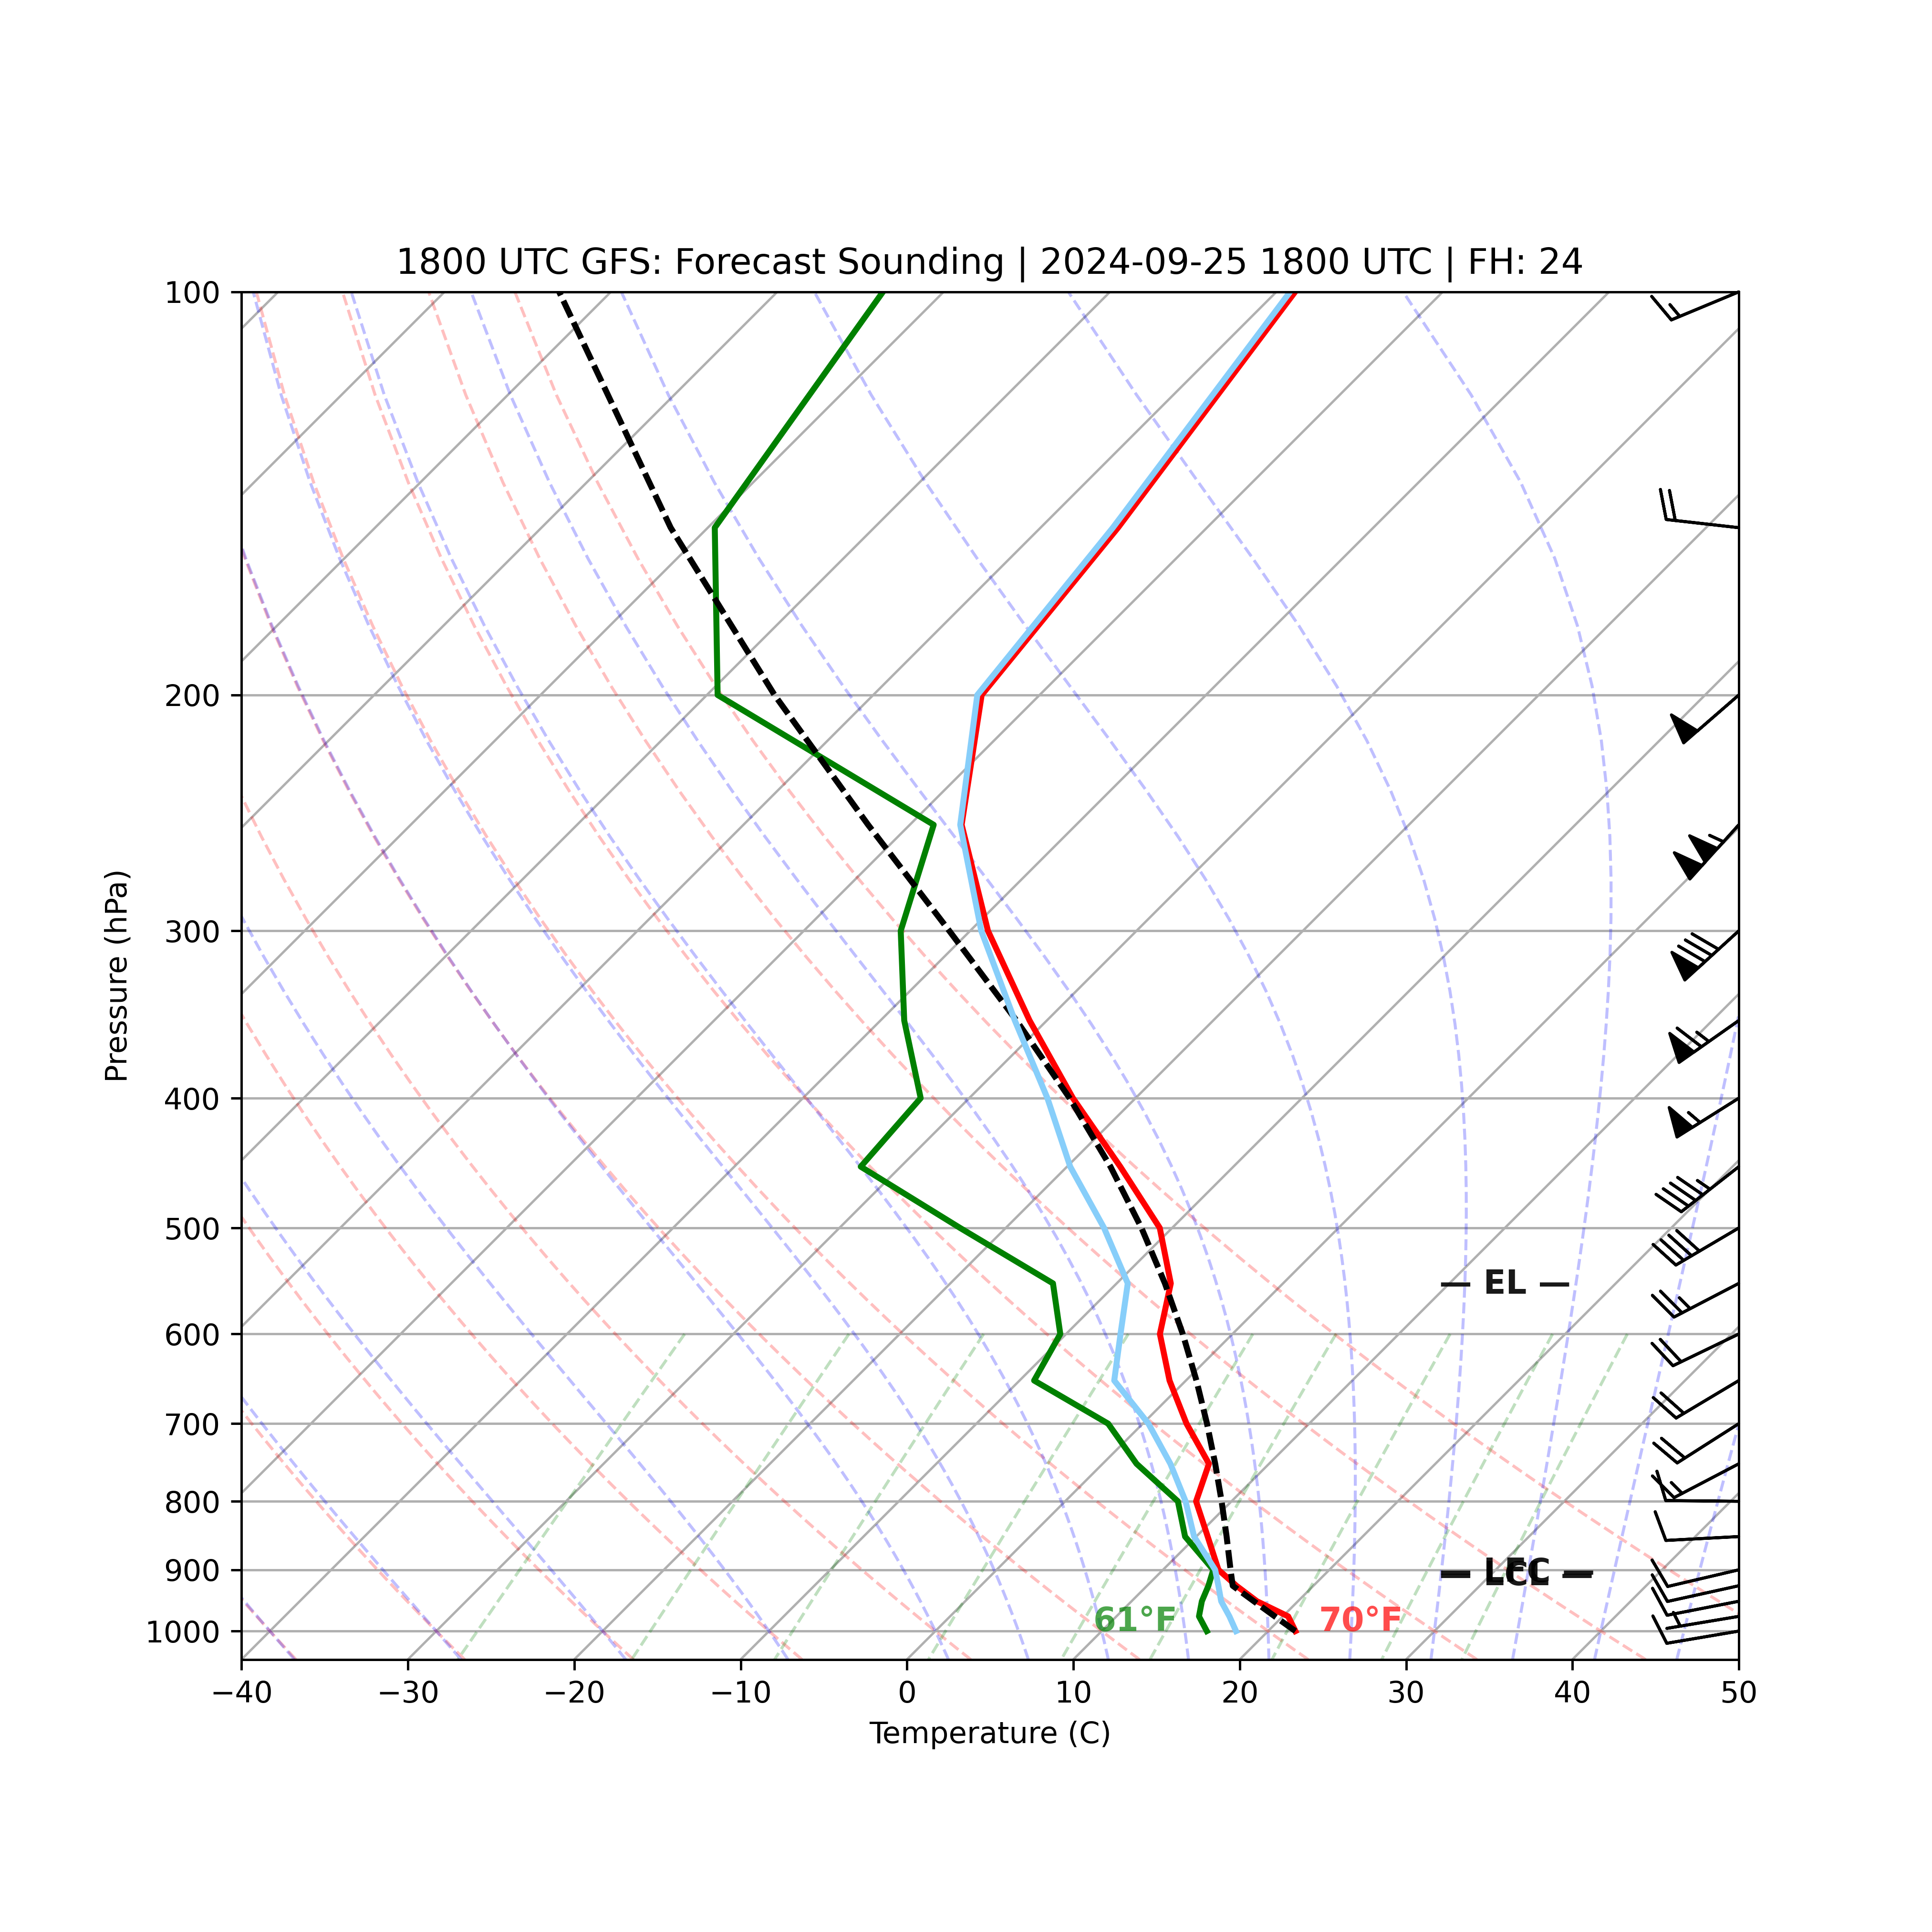 1800 UTC GFS: Forecast Sounding | 2024-09-25 1800 UTC | FH: 24
100
200
300
400
500
600
700
800
900
1000
Pressure (hPa)
— EL —
61°F
70°F
−40 −30 −20 −10 0 10 20 30 40 50
Temperature (C)